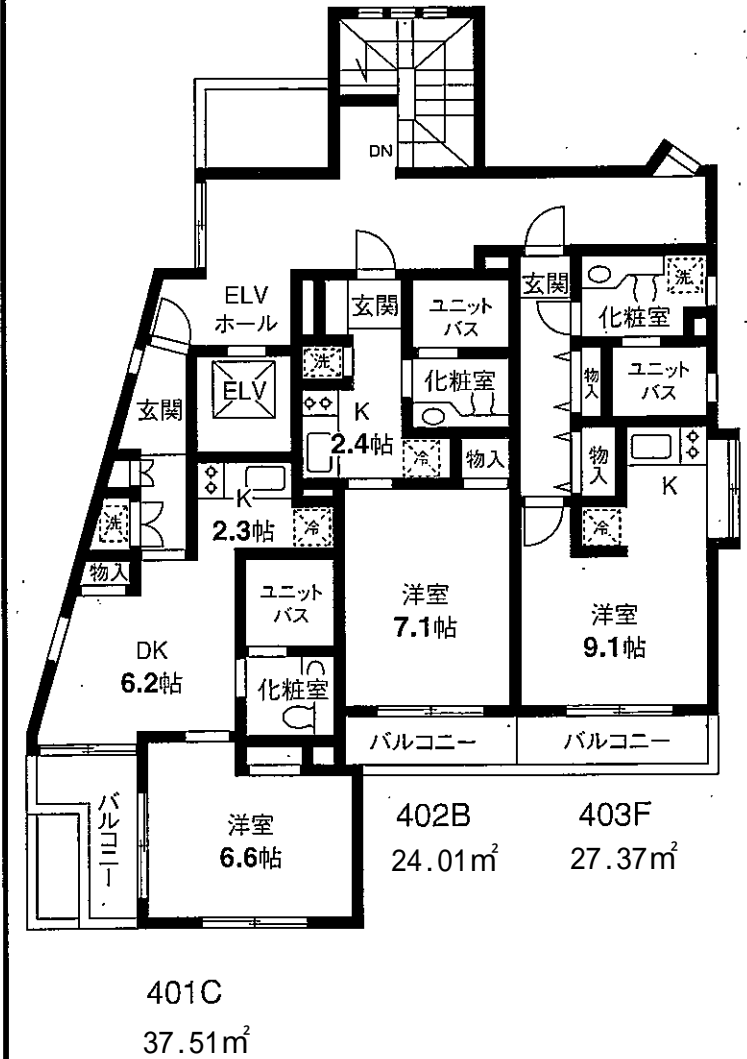 DN
ELV
ホール
玄関
ELV
玄関
洗
物入
K
2.3帖
冷
ユニット
バス
化粧室
DK
6.2帖
洋室
6.6帖
バルコニー
401C
37.51㎡
玄関
ユニット
バス
洗
化粧室
K
2.4帖
冷
物入
洋室
7.1帖
バルコニー
402B
24.01㎡
玄関
洗
化粧室
物入
ユニット
バス
物入
K
冷
洋室
9.1帖
バルコニー
403F
27.37㎡